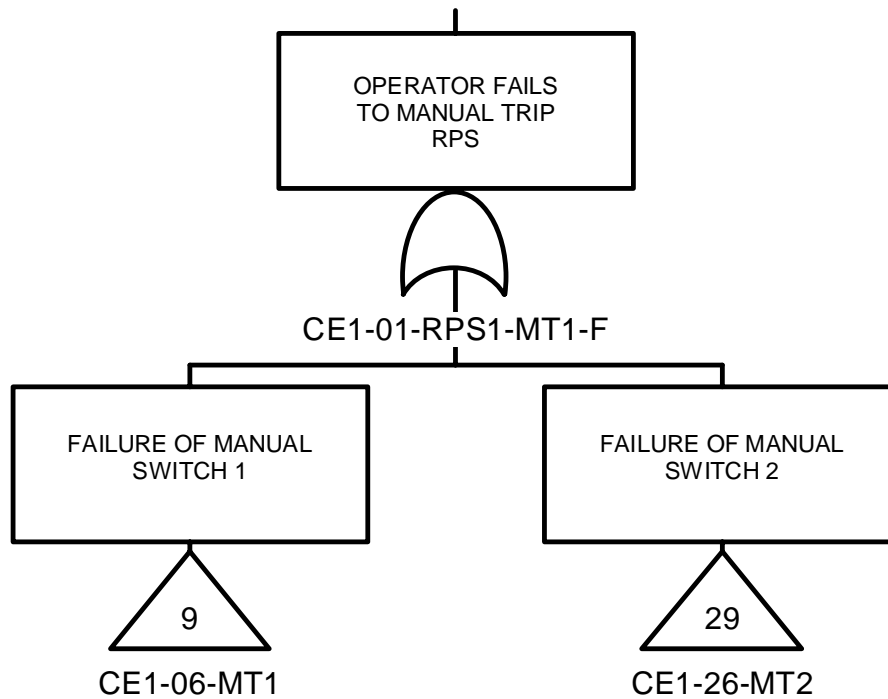 OPERATOR FAILS
TO MANUAL TRIP
RPS
CE1-01-RPS1-MT1-F
FAILURE OF MANUAL
SWITCH 1
FAILURE OF MANUAL
SWITCH 2
9
29
CE1-06-MT1
CE1-26-MT2